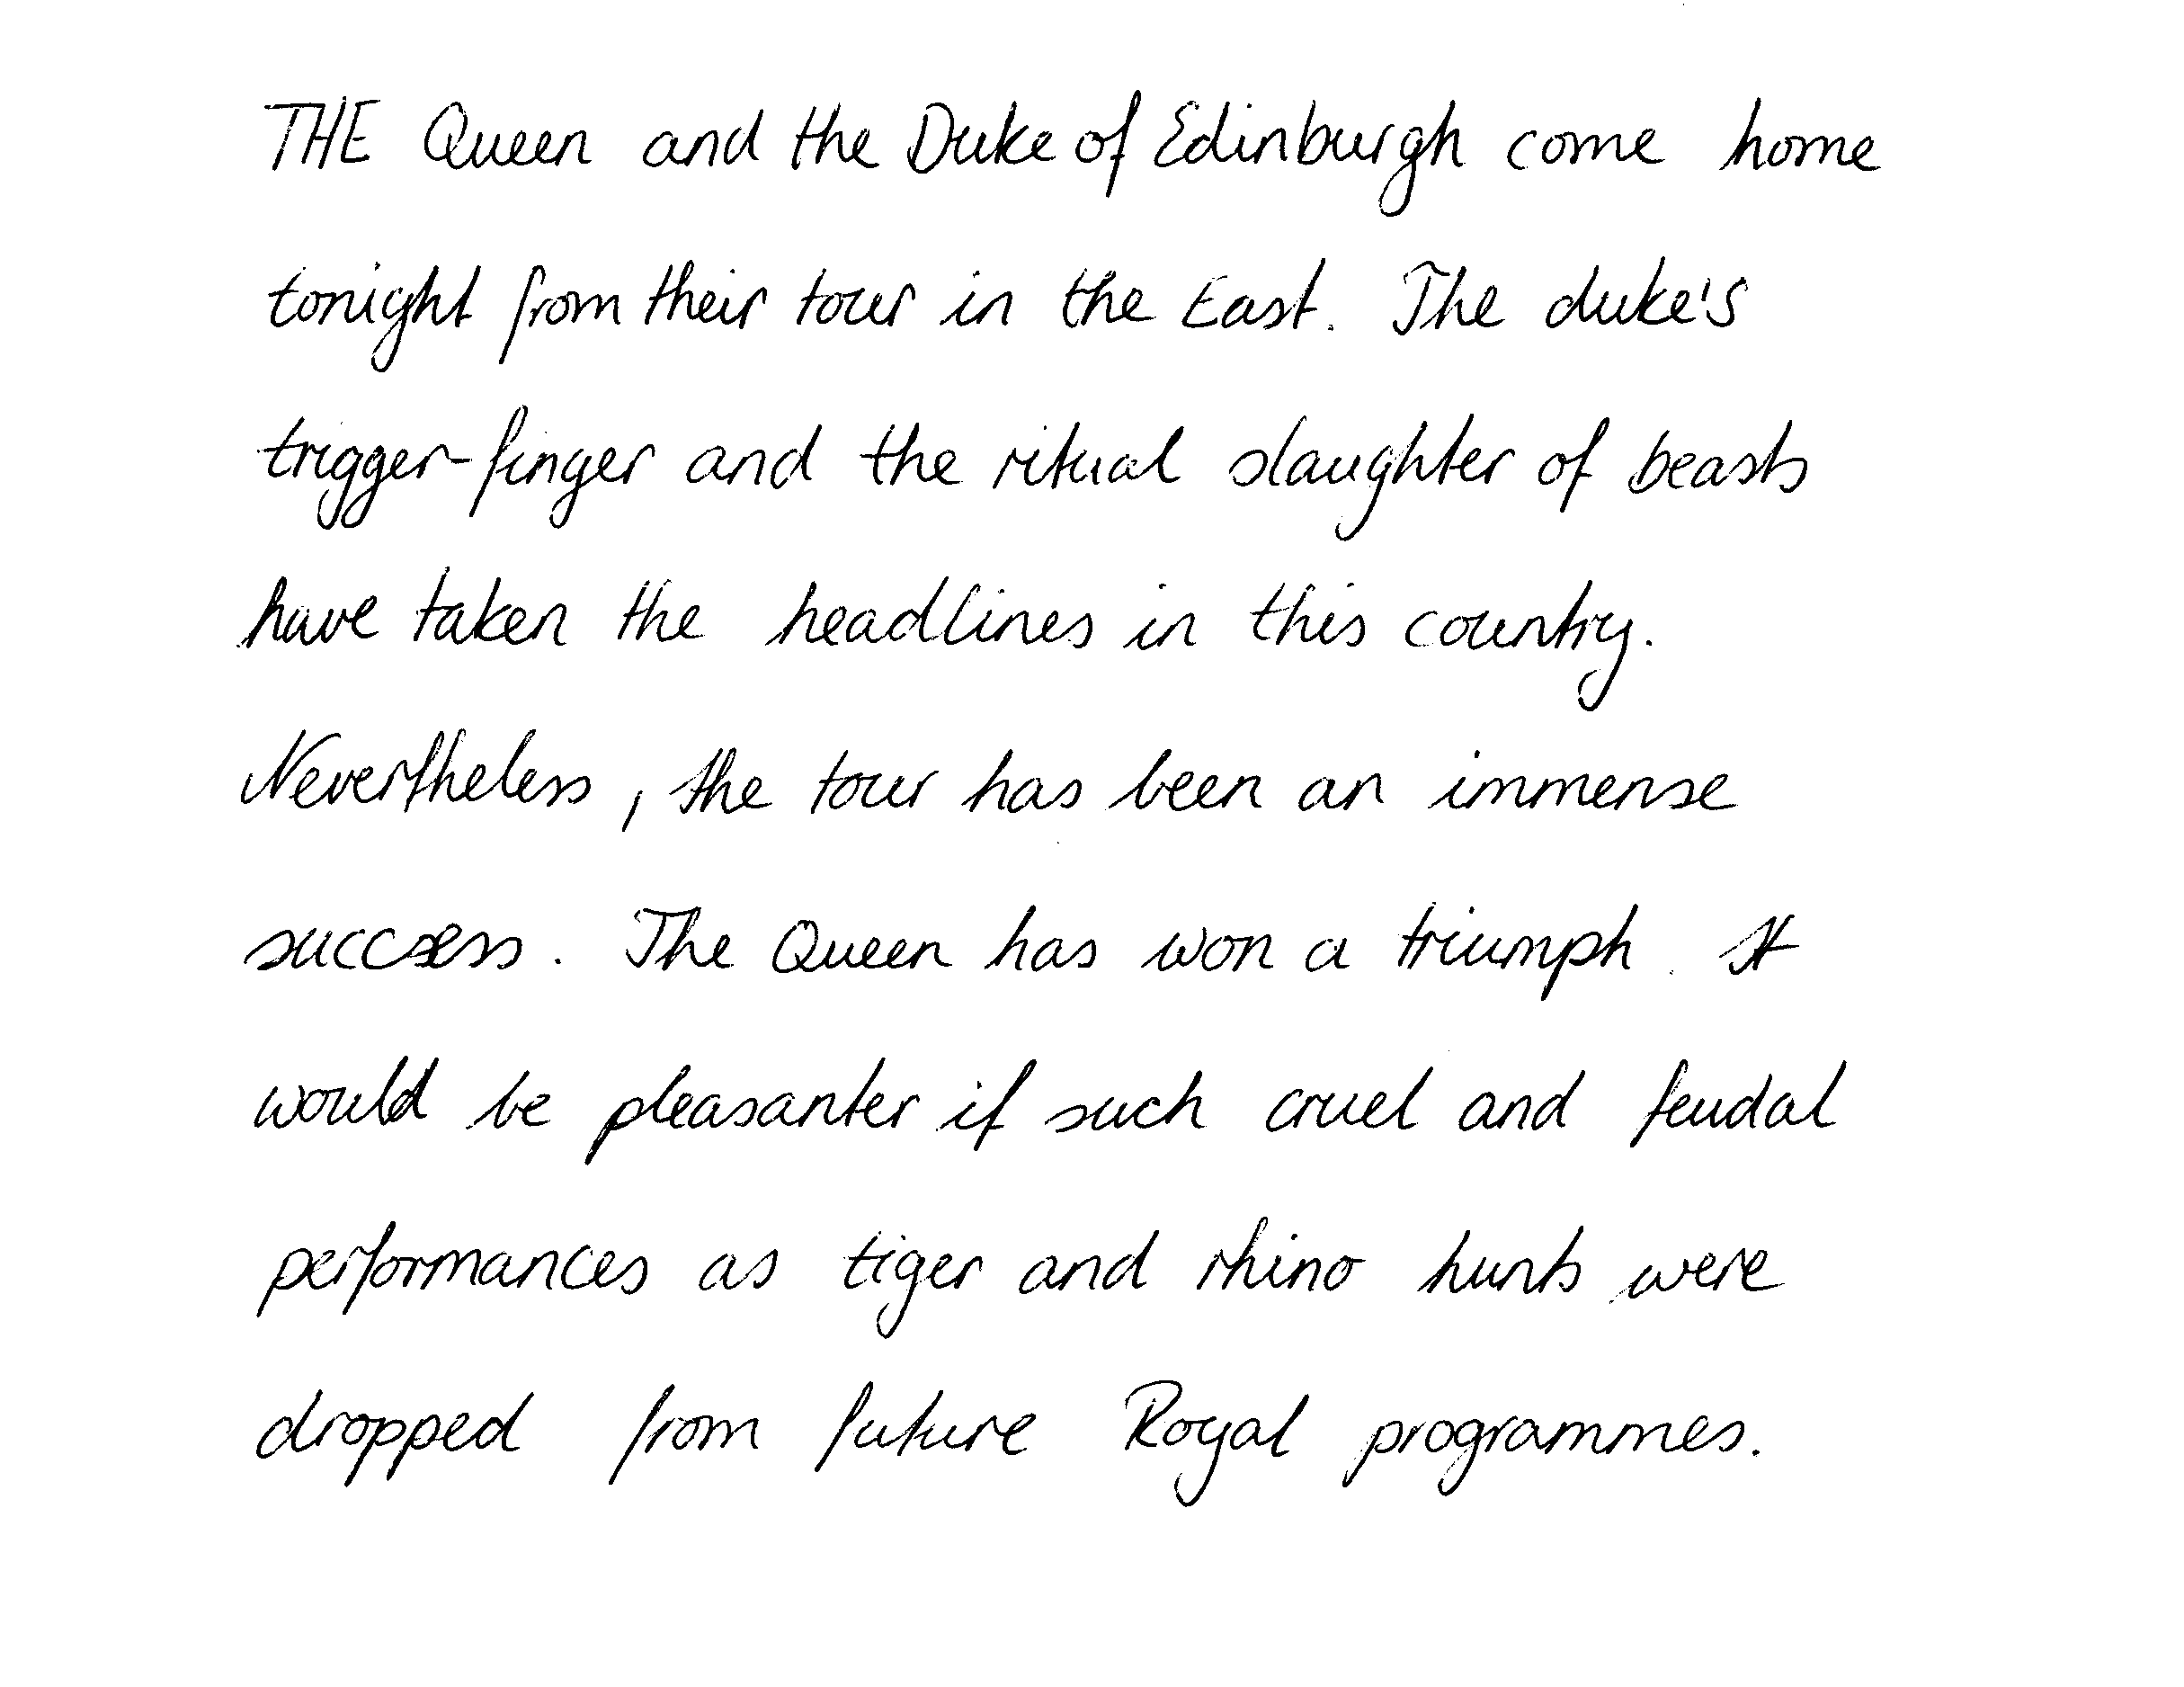 THE Queen and the Duke of Edinburgh come home
tonight from their tour in the East. The duke's
trigger-finger and the ritual slaughter of beasts
have taken the headlines in this country.
Nevertheless, the tour has been an immense
success. The Queen has won a triumph. It
would be pleasanter if such cruel and feudal
performances as tiger and rhino hunts were
dropped from future Royal programmes.